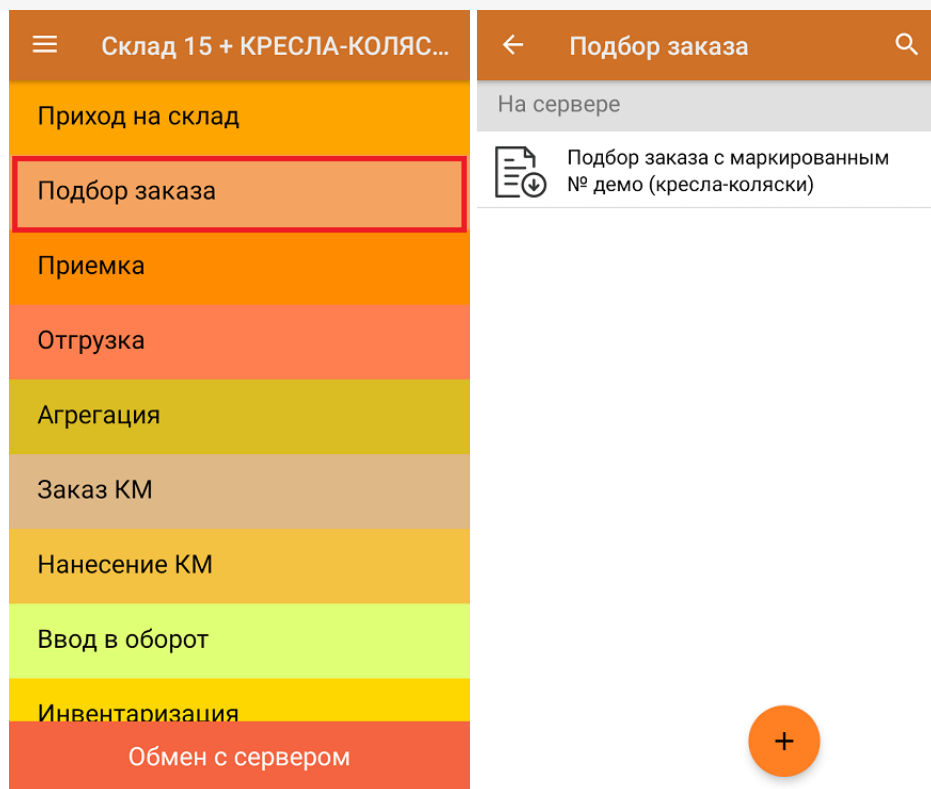 Склад 15 + КРЕСЛА-КОЛЯС...
Приход на склад
Подбор заказа
Приемка
Отгрузка
Агрегация
Заказ КМ
Нанесение КМ
Ввод в оборот
Инвентаризация
Обмен с сервером
Подбор заказа
На сервере
Подбор заказа с маркированным
№ демо (кресла-коляски)
+